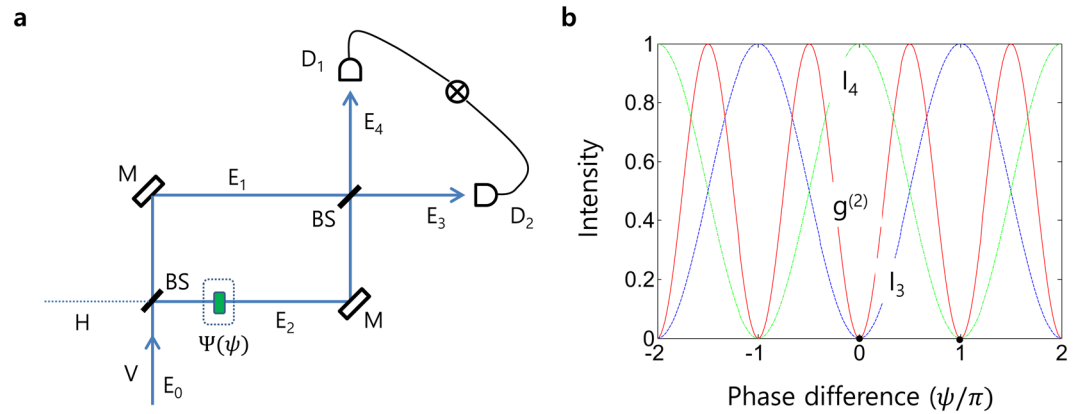 a
D₁
E₄
M
E₁
BS
E₃
D₂
BS
H
E₂
M
Ψ(ψ)
V
E₀
b
1
0.8
0.6
0.4
0.2
0
Intensity
I₄
g⁽²⁾
I₃
-2 -1 0 1 2
Phase difference (ψ/π)